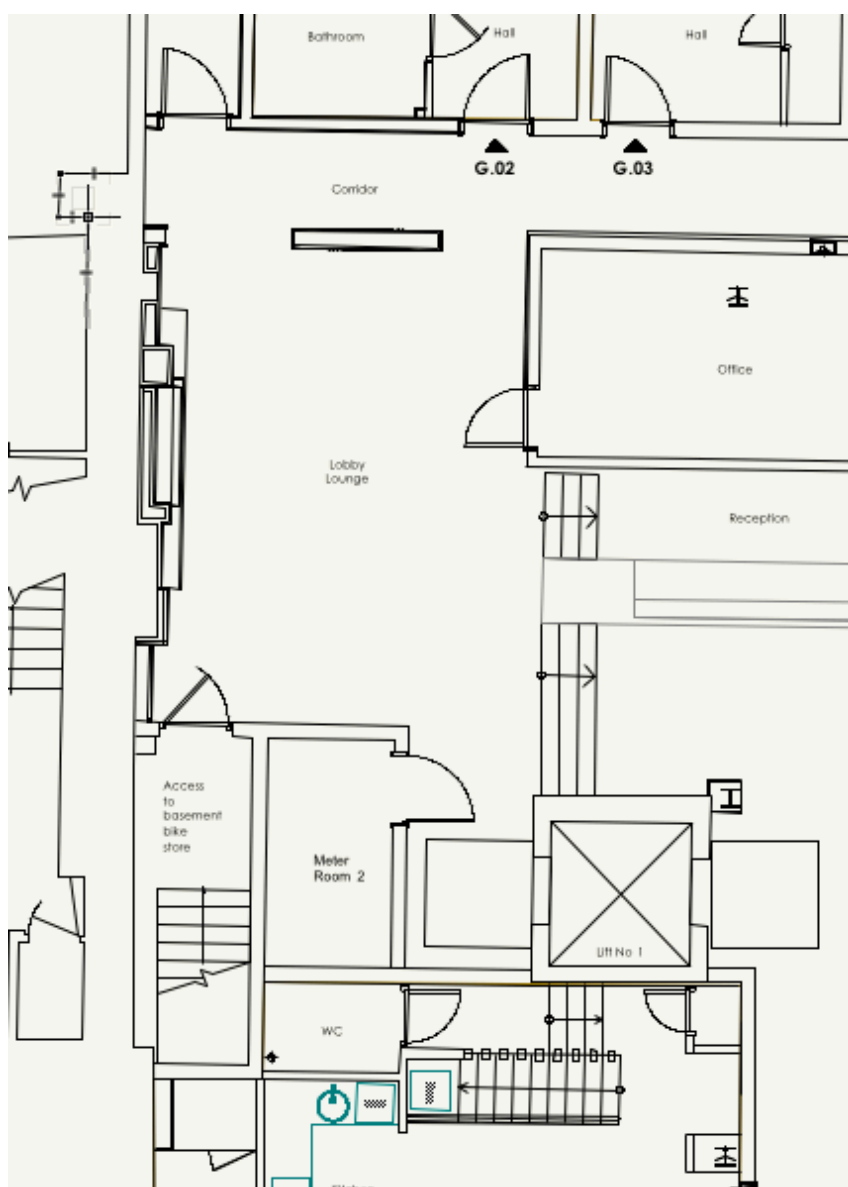 Bathroom
Hall
Hall
G.02
G.03
Corridor
Office
Lobby
Lounge
Reception
Access
to
basement
bike
store
Meter
Room 2
Lift No 1
WC
Kitchen